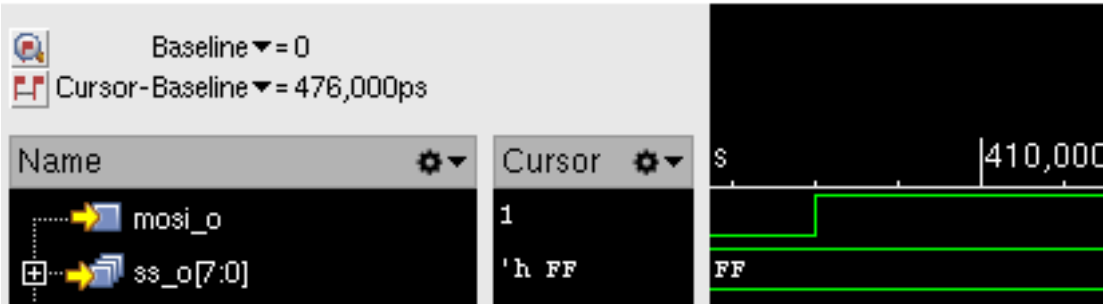 Baseline▼= 0
Cursor-Baseline▼= 476,000ps
Name Cursor s |410,000
mosi_o 1
ss_o[7:0] 'h FF FF